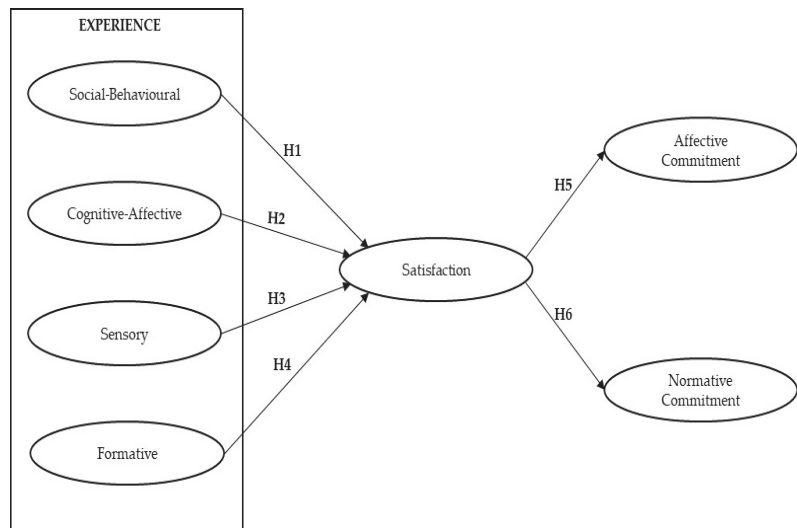 EXPERIENCE
Social-Behavioural
H1
Cognitive-Affective
H2
Sensory
H3
H4
Formative
Satisfaction
H5
Affective
Commitment
H6
Normative
Commitment